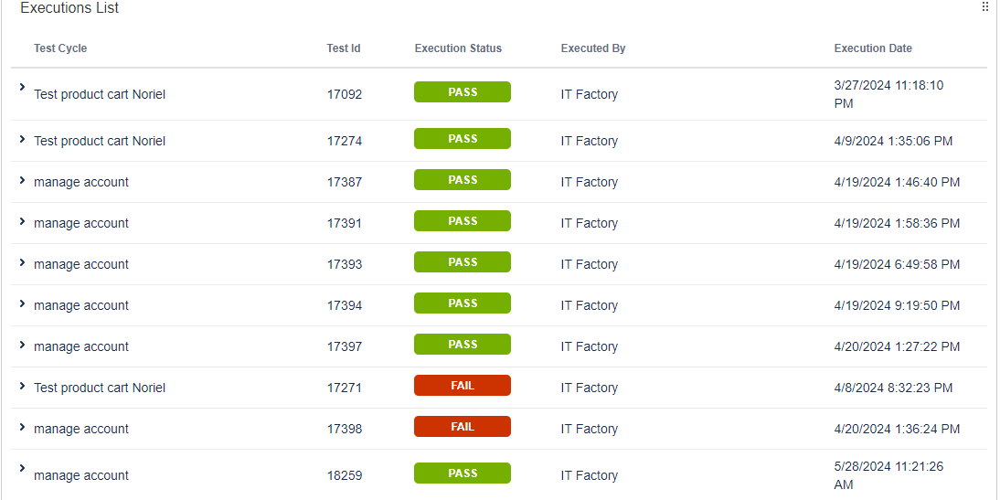 Executions List
Test Cycle Test Id Execution Status Executed By Execution Date
Test product cart Noriel 17092 PASS IT Factory 3/27/2024 11:18:10
PM
Test product cart Noriel 17274 PASS IT Factory 4/9/2024 1:35:06 PM
manage account 17387 PASS IT Factory 4/19/2024 1:46:40 PM
manage account 17391 PASS IT Factory 4/19/2024 1:58:36 PM
manage account 17393 PASS IT Factory 4/19/2024 6:49:58 PM
manage account 17394 PASS IT Factory 4/19/2024 9:19:50 PM
manage account 17397 PASS IT Factory 4/20/2024 1:27:22 PM
Test product cart Noriel 17271 FAIL IT Factory 4/8/2024 8:32:23 PM
manage account 17398 FAIL IT Factory 4/20/2024 1:36:24 PM
manage account 18259 PASS IT Factory 5/28/2024 11:21:26
AM